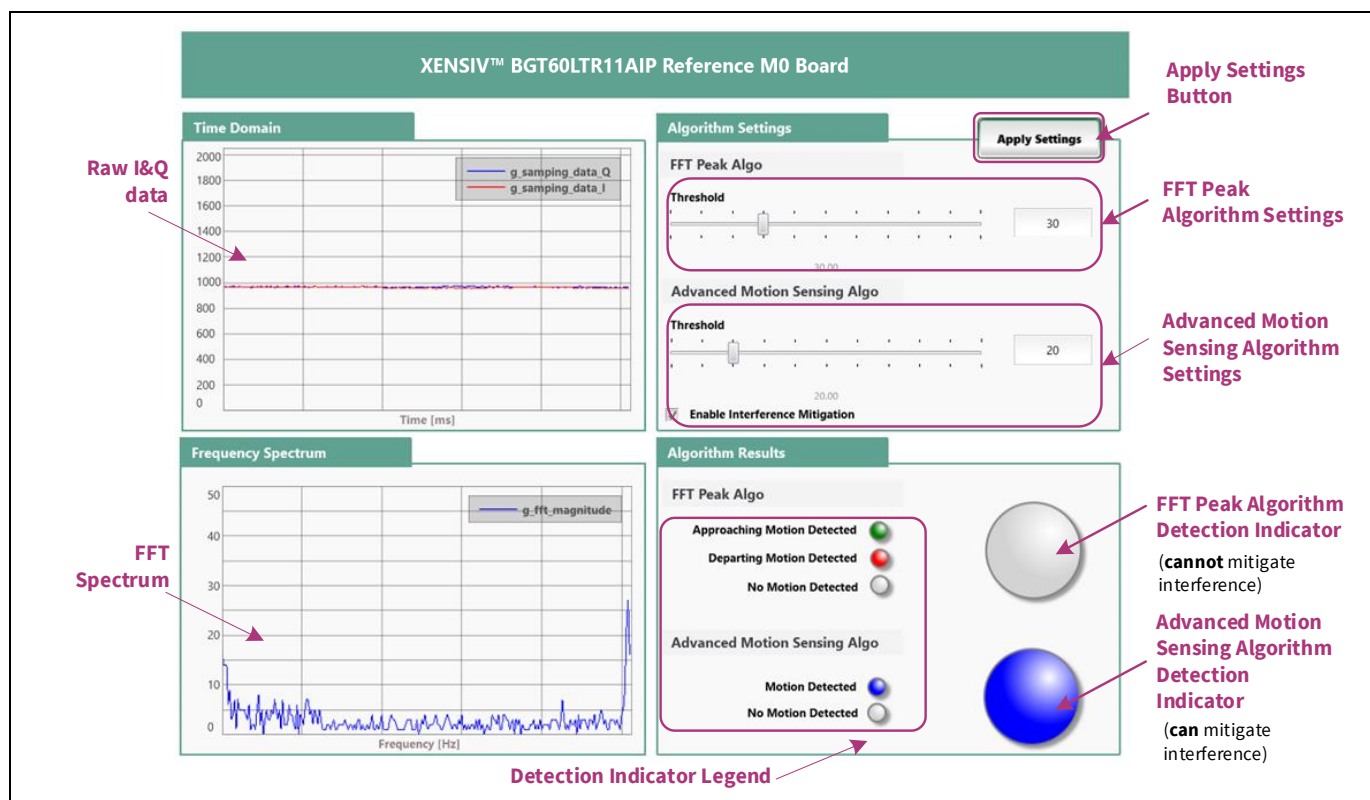 XENSIV™ BGT60LTR11AIP Reference M0 Board
Apply Settings
Button
Time Domain
Raw I&Q
data
2000
1800
1600
1400
1200
1000
800
600
400
200
0
g_samping_data_Q
g_samping_data_I
Time [ms]
Algorithm Settings
Apply Settings
FFT Peak Algo
Threshold
30
30.00
FFT Peak
Algorithm Settings
Advanced Motion Sensing Algo
Threshold
20
20.00
Enable Interference Mitigation
Advanced Motion
Sensing Algorithm
Settings
Frequency Spectrum
FFT
Spectrum
50
40
30
20
10
0
g_fft_magnitude
Frequency [Hz]
Algorithm Results
FFT Peak Algo
Approaching Motion Detected
Departing Motion Detected
No Motion Detected
FFT Peak Algorithm
Detection Indicator
(cannot mitigate
interference)
Advanced Motion Sensing Algo
Motion Detected
No Motion Detected
Advanced Motion
Sensing Algorithm
Detection
Indicator
(can mitigate
interference)
Detection Indicator Legend